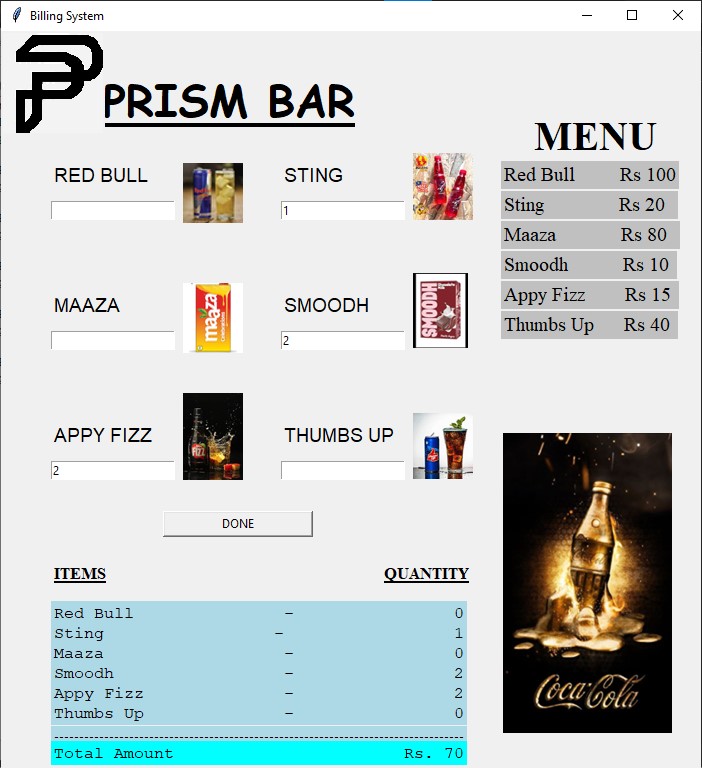 Billing System
PRISM BAR
MENU
Red Bull Rs 100
Sting Rs 20
Maaza Rs 80
Smoodh Rs 10
Appy Fizz Rs 15
Thumbs Up Rs 40
RED BULL
STING
1
MAAZA
maaza
SMOODH
SMOODH
2
APPY FIZZ
2
FIZZ
THUMBS UP
DONE
ITEMS QUANTITY
Red Bull - 0
Sting - 1
Maaza - 0
Smoodh - 2
Appy Fizz - 2
Thumbs Up - 0
Total Amount Rs. 70
Coca-Cola